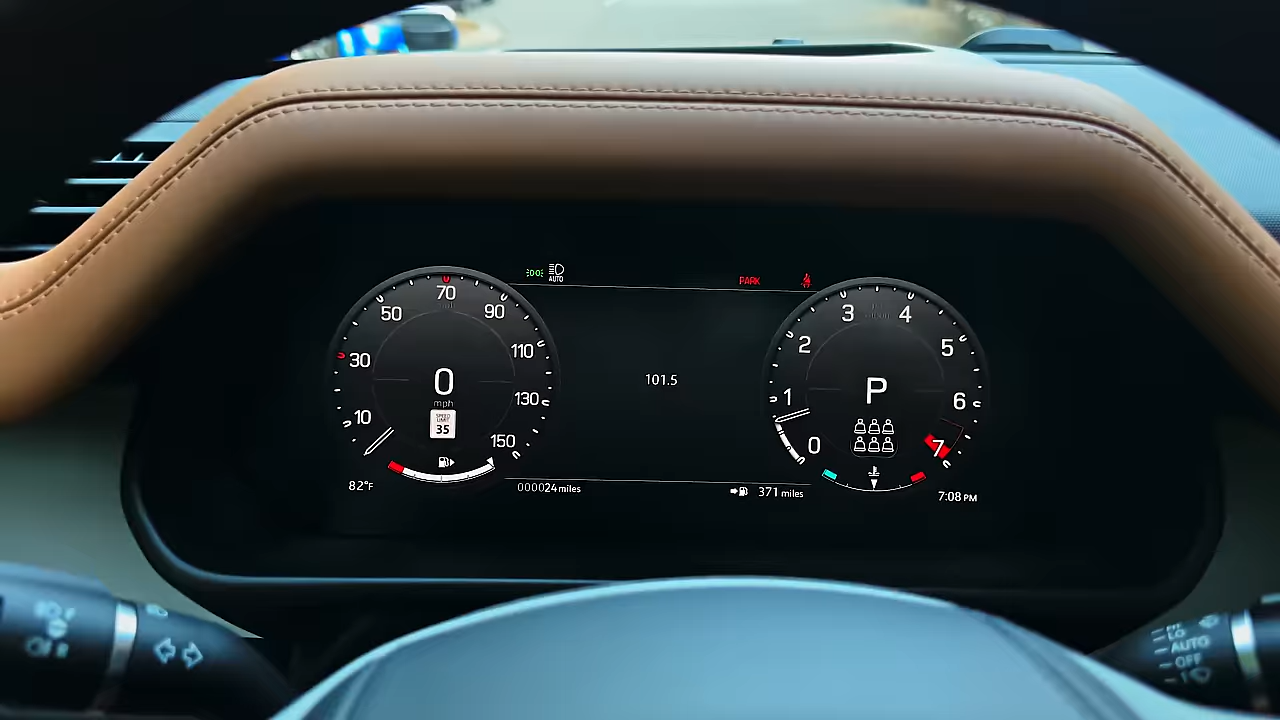 AUTO
PARK
10
30
50
70
90
110
130
150
0
mph
SPEED
LIMIT
35
101.5
0
1
2
3
4
5
6
7
P
82°F
000024 miles
371 miles
7:08 PM
AUTO
OFF